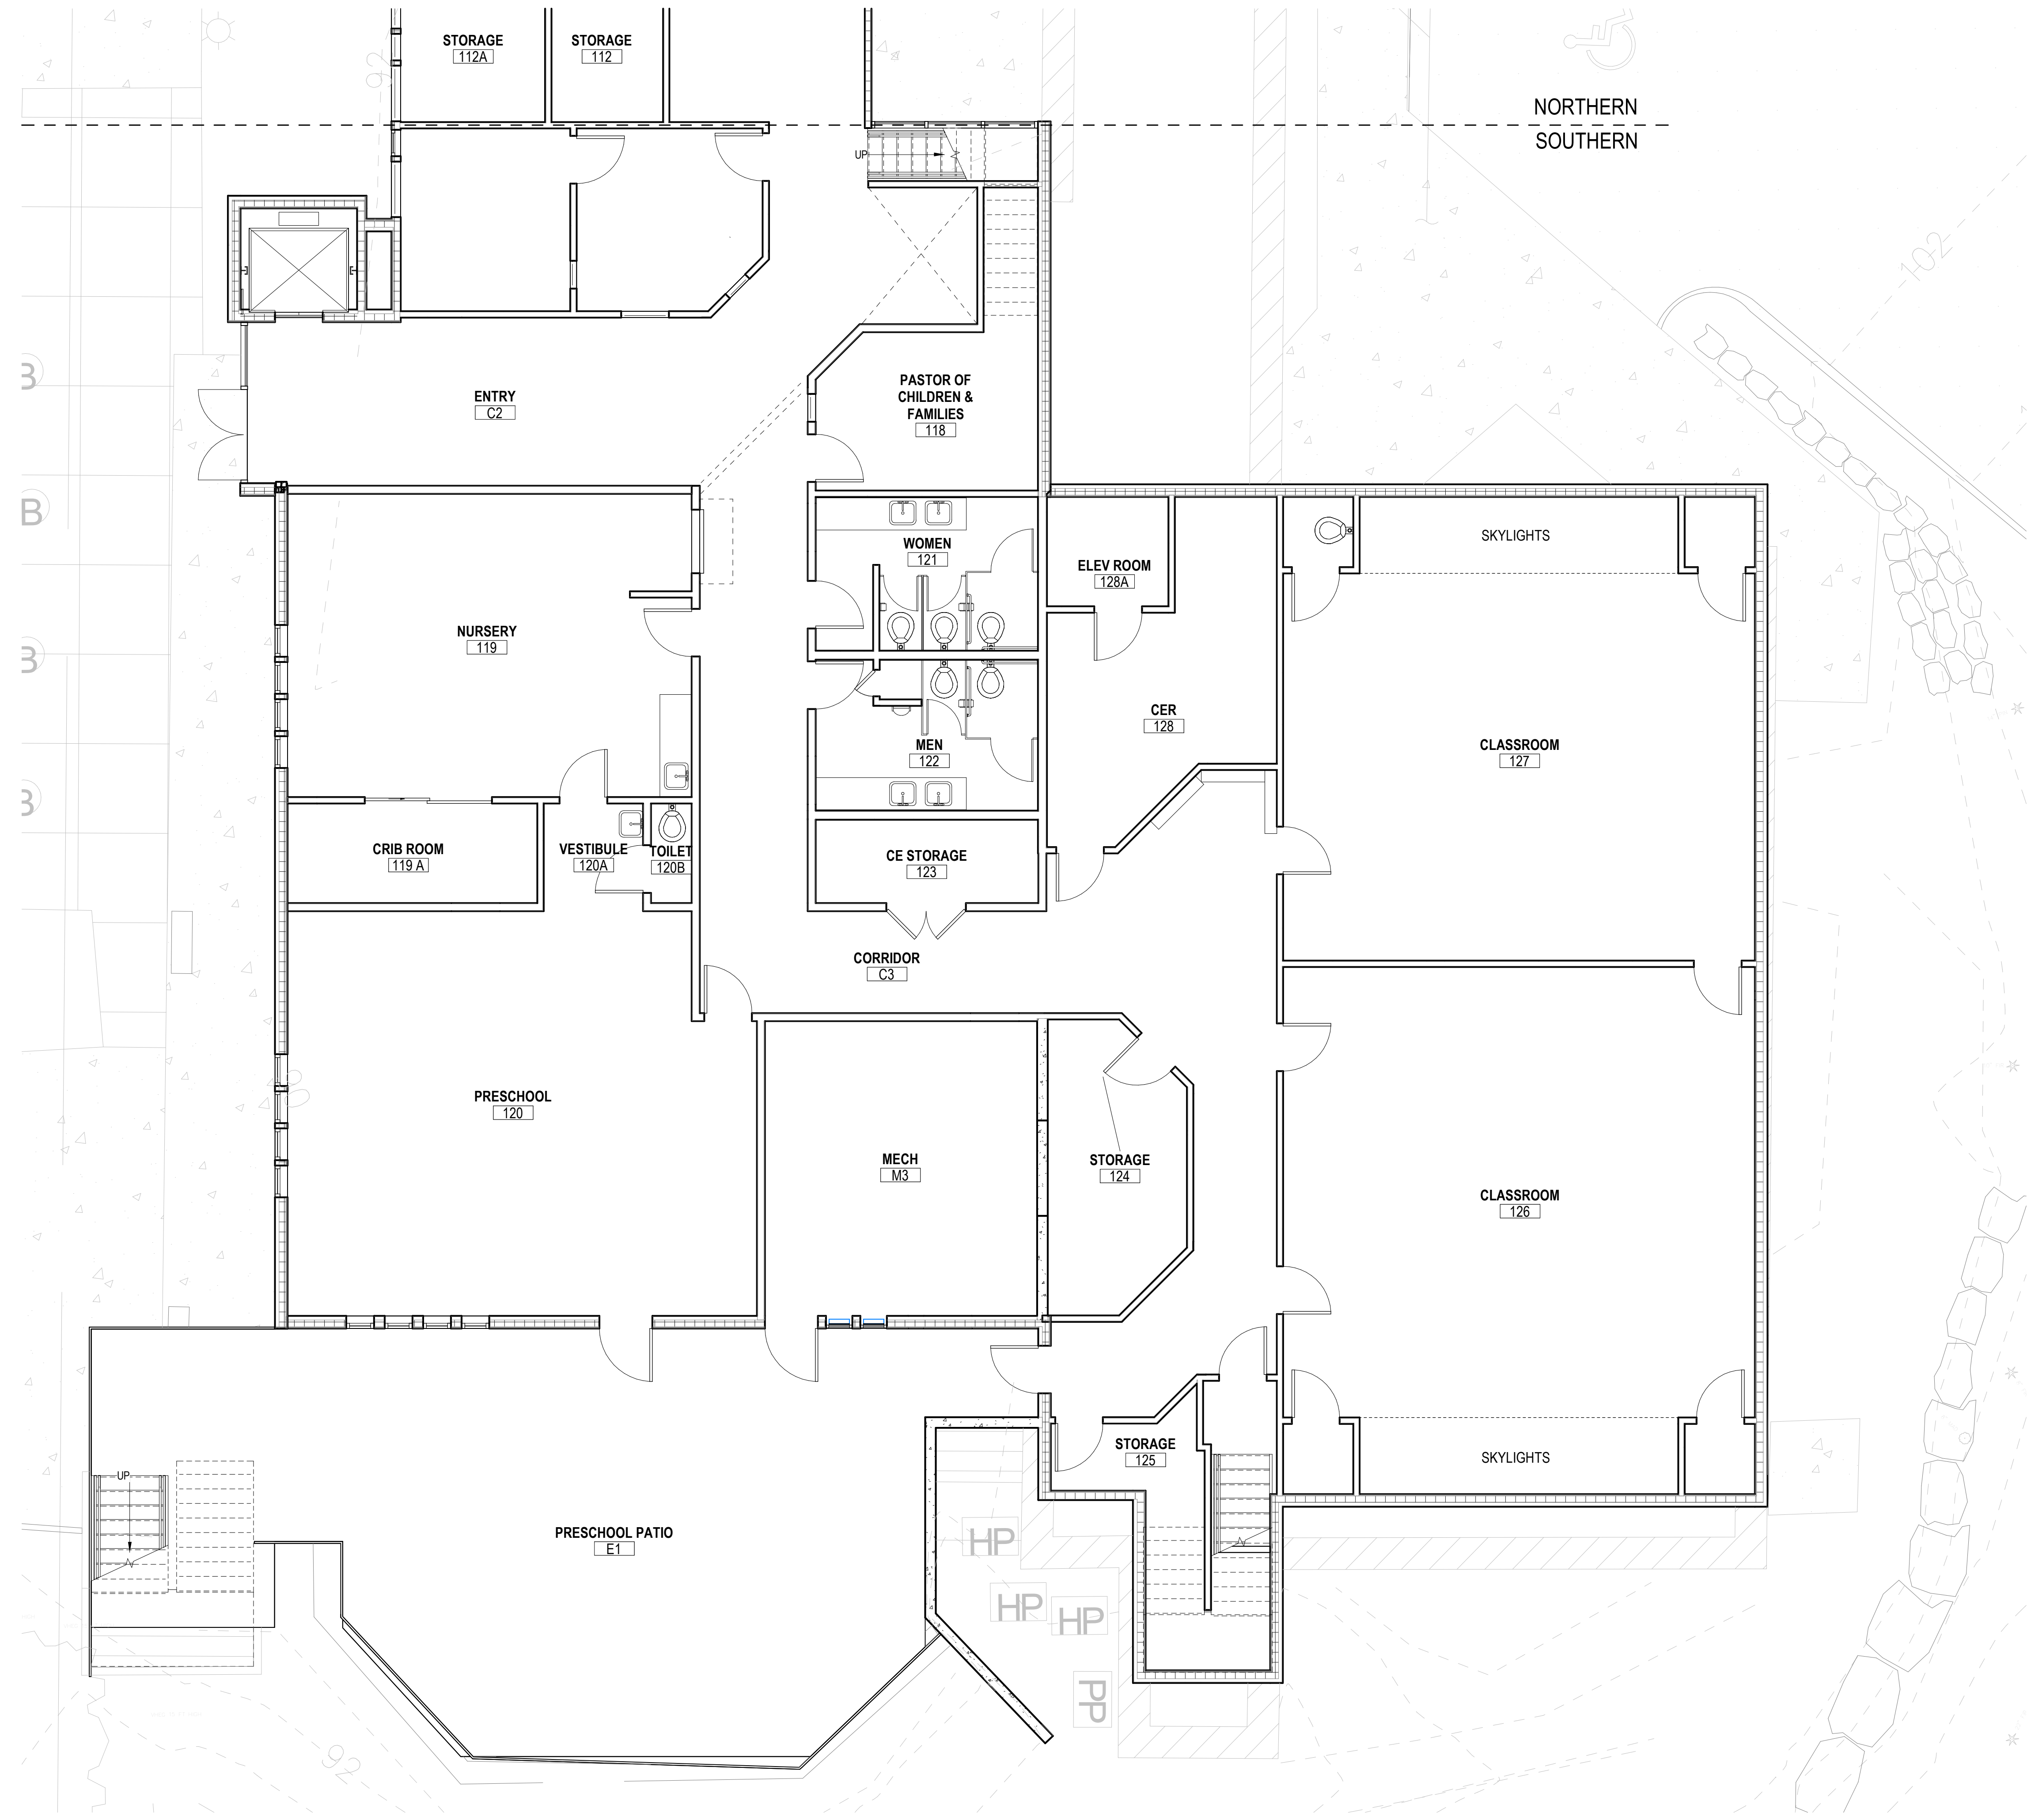 STORAGE
112A
STORAGE
112
92
NORTHERN
SOUTHERN
UP
102
B
ENTRY
C2
PASTOR OF
CHILDREN &
FAMILIES
118
B
WOMEN
121
ELEV ROOM
128A
SKYLIGHTS
NURSERY
119
B
CER
128
MEN
122
CLASSROOM
127
B
CRIB ROOM
119 A
VESTIBULE
120A
TOILET
120B
CE STORAGE
123
CORRIDOR
C3
PRESCHOOL
120
MECH
M3
STORAGE
124
CLASSROOM
126
STORAGE
125
SKYLIGHTS
UP
PRESCHOOL PATIO
E1
HP
HP
HP
PP
92